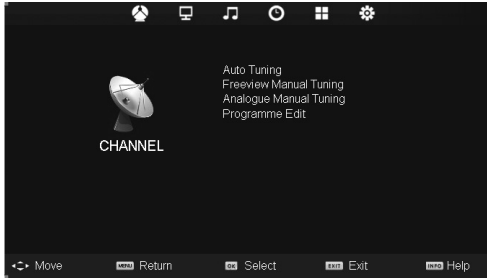 Auto Tuning
Freeview Manual Tuning
Analogue Manual Tuning
Programme Edit
CHANNEL
Move MENU Return OK Select EXIT Exit INFO Help